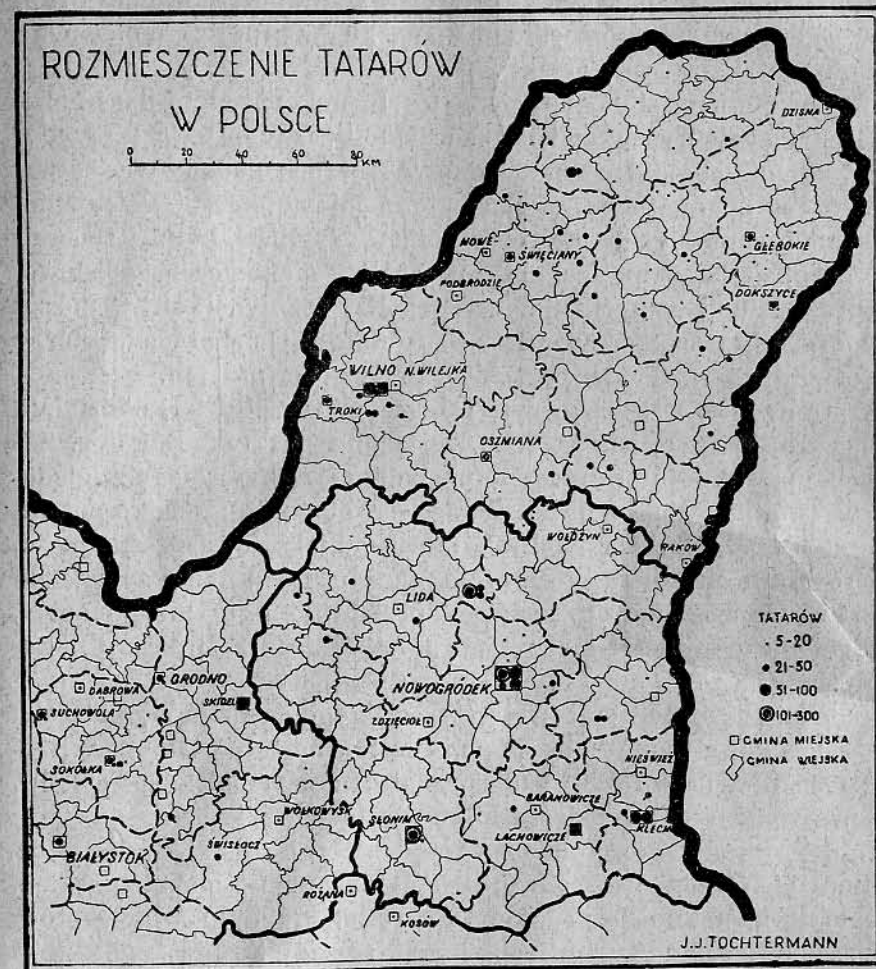 ROZMIESZCZENIE TATARÓW
W POLSCE
0 20 40 60 80 KM
DZISNA
GŁĘBOKIE
NOWE-
ŚWIĘCIANY
PODBRODZIE
DOKSZYCE
WILNO N.WILEJKA
TROKI
OSZMIANA
WOŁOŻYN
RAKÓW
LIDA
TATARÓW
5-20
21-50
51-100
101-300
GMINA MIEJSKA
GMINA WIEJSKA
GRODNO
DĄBROWA
SKIDEL
NOWOGRÓDEK
SUCHOWOLA
ZDZIĘCIOŁ
SOKÓŁKA
NIEŚWIEŻ
WOŁKOWYSK
SŁONIM
BARANOWICZE
KLECK
LACHOWICZE
BIAŁYSTOK
ŚWISŁOCZ
RÓŻANA
KOSÓW
J.J.TOCHTERMANN